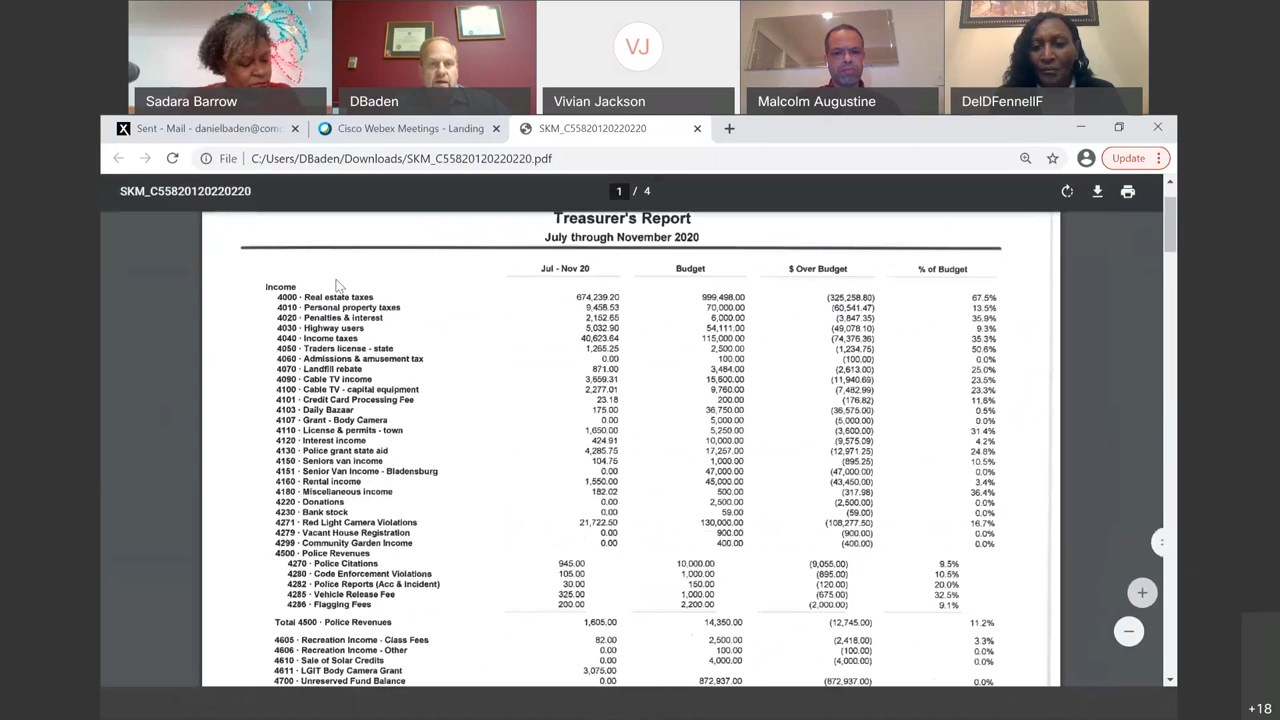 VJ
Sadara Barrow
DBaden
Vivian Jackson
Malcolm Augustine
DelDFennellF
Sent - Mail - danielbaden@com
Cisco Webex Meetings - Landing
SKM_C55820120220220
File C:/Users/DBaden/Downloads/SKM_C55820120220220.pdf
Update
SKM_C55820120220220
1 / 4
Treasurer's Report
July through November 2020
Jul - Nov 20 Budget $ Over Budget % of Budget
Income
4000 · Real estate taxes 674,239.20 999,498.00 (325,258.80) 67.5%
4010 · Personal property taxes 9,458.53 70,000.00 (60,541.47) 13.5%
4020 · Penalties & interest 2,152.65 6,000.00 (3,847.35) 35.9%
4030 · Highway users 5,032.90 54,111.00 (49,078.10) 9.3%
4040 · Income taxes 40,623.64 115,000.00 (74,376.36) 35.3%
4050 · Traders license - state 1,265.25 2,500.00 (1,234.75) 50.6%
4060 · Admissions & amusement tax 0.00 100.00 (100.00) 0.0%
4070 · Landfill rebate 871.00 3,484.00 (2,613.00) 25.0%
4090 · Cable TV income 3,659.31 15,600.00 (11,940.69) 23.5%
4100 · Cable TV - capital equipment 2,277.01 9,760.00 (7,482.99) 23.3%
4101 · Credit Card Processing Fee 23.18 200.00 (176.82) 11.6%
4103 · Daily Bazaar 175.00 36,750.00 (36,575.00) 0.5%
4107 · Grant - Body Camera 0.00 5,000.00 (5,000.00) 0.0%
4110 · License & permits - town 1,650.00 5,250.00 (3,600.00) 31.4%
4120 · Interest income 424.91 10,000.00 (9,575.09) 4.2%
4130 · Police grant state aid 4,285.75 17,257.00 (12,971.25) 24.8%
4150 · Seniors van income 104.75 1,000.00 (895.25) 10.5%
4151 · Senior Van Income - Bladensburg 0.00 47,000.00 (47,000.00) 0.0%
4160 · Rental income 1,550.00 45,000.00 (43,450.00) 3.4%
4180 · Miscellaneous income 182.02 500.00 (317.98) 36.4%
4220 · Donations 0.00 2,500.00 (2,500.00) 0.0%
4230 · Bank stock 0.00 59.00 (59.00) 0.0%
4271 · Red Light Camera Violations 21,722.50 130,000.00 (108,277.50) 16.7%
4279 · Vacant House Registration 0.00 900.00 (900.00) 0.0%
4299 · Community Garden Income 0.00 400.00 (400.00) 0.0%
4500 · Police Revenues
4270 · Police Citations 945.00 10,000.00 (9,055.00) 9.5%
4280 · Code Enforcement Violations 105.00 1,000.00 (895.00) 10.5%
4282 · Police Reports (Acc & Incident) 30.00 150.00 (120.00) 20.0%
4285 · Vehicle Release Fee 325.00 1,000.00 (675.00) 32.5%
4286 · Flagging Fees 200.00 2,200.00 (2,000.00) 9.1%
Total 4500 · Police Revenues 1,605.00 14,350.00 (12,745.00) 11.2%
4605 · Recreation Income - Class Fees 82.00 2,500.00 (2,418.00) 3.3%
4606 · Recreation Income - Other 0.00 100.00 (100.00) 0.0%
4610 · Sale of Solar Credits 0.00 4,000.00 (4,000.00) 0.0%
4611 · LGIT Body Camera Grant 3,075.00
4700 · Unreserved Fund Balance 0.00 872,937.00 (872,937.00) 0.0%
+18